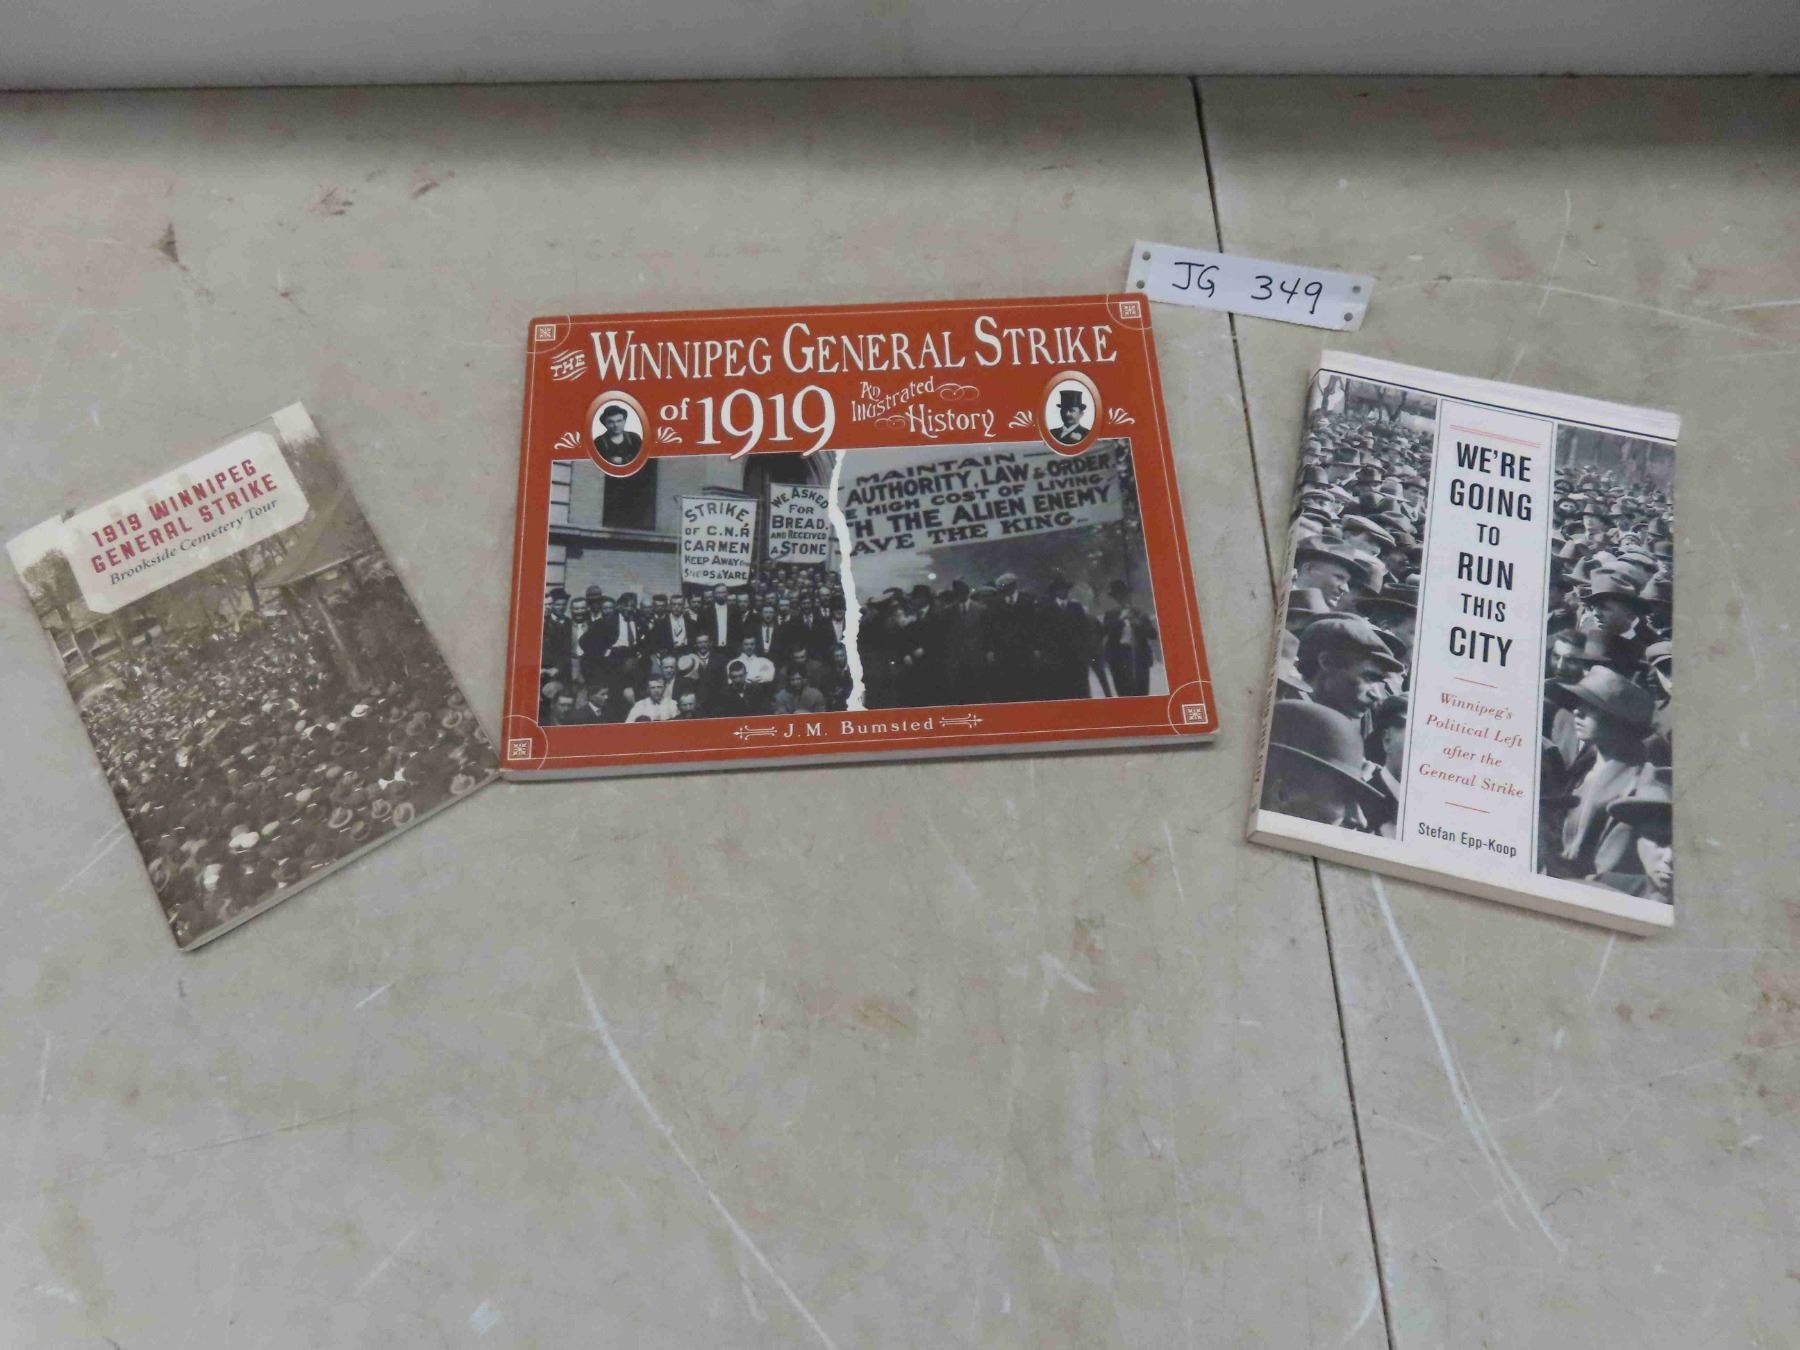 JG 349
1919 WINNIPEG
GENERAL STRIKE
Brookside Cemetery Tour
THE WINNIPEG GENERAL STRIKE
of 1919 An Illustrated History
STRIKE
OF C.N.R
CARMEN
KEEP AWAY
SHOPS & YARD
WE ASKED
FOR
BREAD
AND RECEIVED
A STONE
MAINTAIN
AUTHORITY, LAW & ORDER.
HIGH COST OF LIVING
THE ALIEN ENEMY
AVE THE KING
J.M. Bumsted
WE'RE
GOING
TO
RUN
THIS
CITY
Winnipeg's
Political Left
after the
General Strike
Stefan Epp-Koop